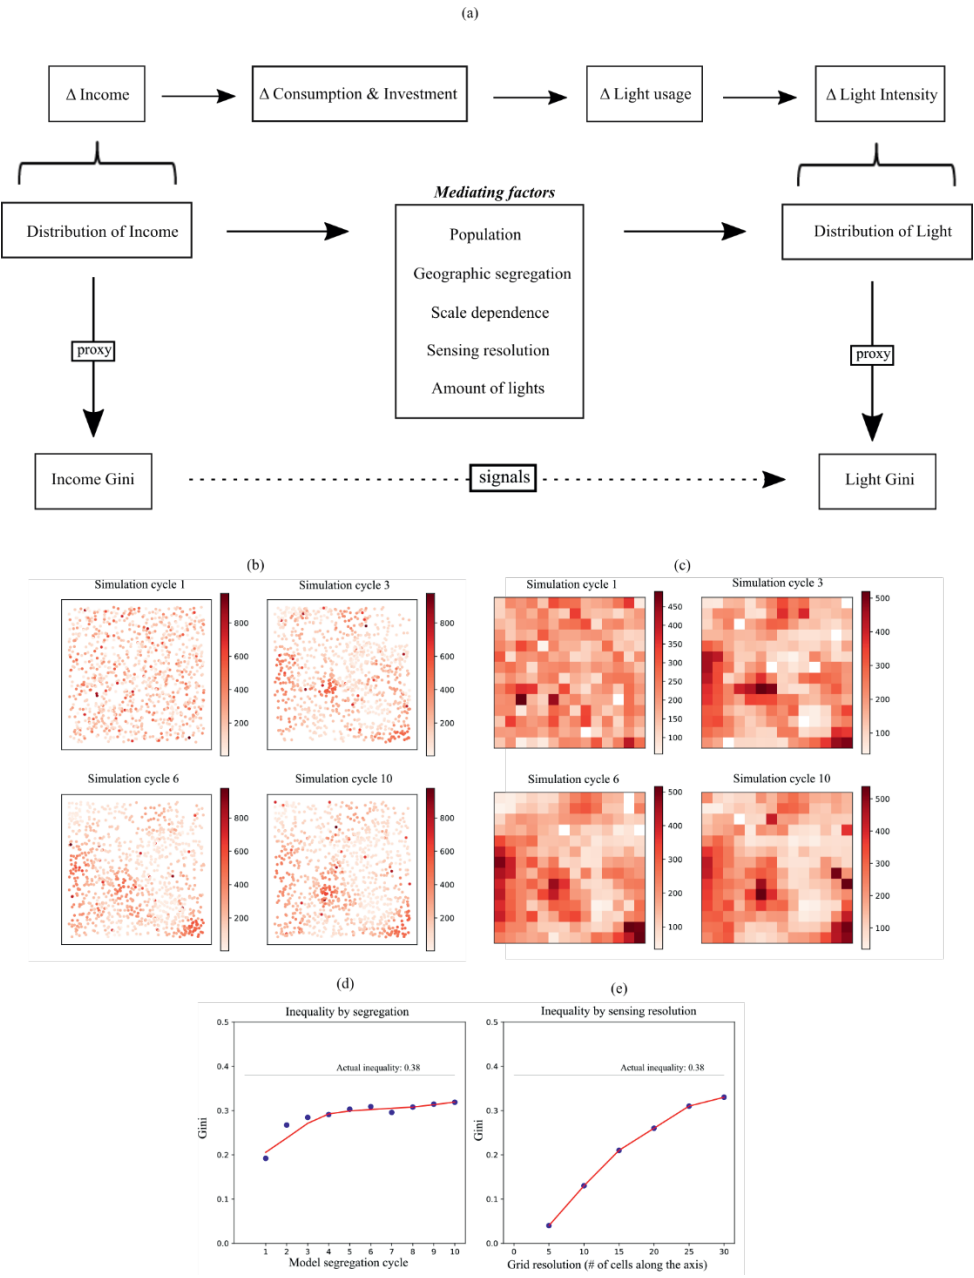 (a)
Δ Income
Δ Consumption & Investment
Δ Light usage
Δ Light Intensity
Mediating factors
Distribution of Income
Population
Geographic segregation
Scale dependence
Sensing resolution
Amount of lights
Distribution of Light
proxy
proxy
Income Gini
signals
Light Gini
(b)
Simulation cycle 1
800
600
400
200
Simulation cycle 3
800
600
400
200
Simulation cycle 6
800
600
400
200
Simulation cycle 10
800
600
400
200
(c)
Simulation cycle 1
450
400
350
300
250
200
150
100
Simulation cycle 3
500
400
300
200
100
Simulation cycle 6
500
400
300
200
100
Simulation cycle 10
500
400
300
200
100
(d)
Inequality by segregation
0.5
0.4
0.3
0.2
0.1
0.0
Gini
Actual inequality: 0.38
1 2 3 4 5 6 7 8 9 10
Model segregation cycle
(e)
Inequality by sensing resolution
0.5
0.4
0.3
0.2
0.1
0.0
Gini
Actual inequality: 0.38
0 5 10 15 20 25 30
Grid resolution (# of cells along the axis)